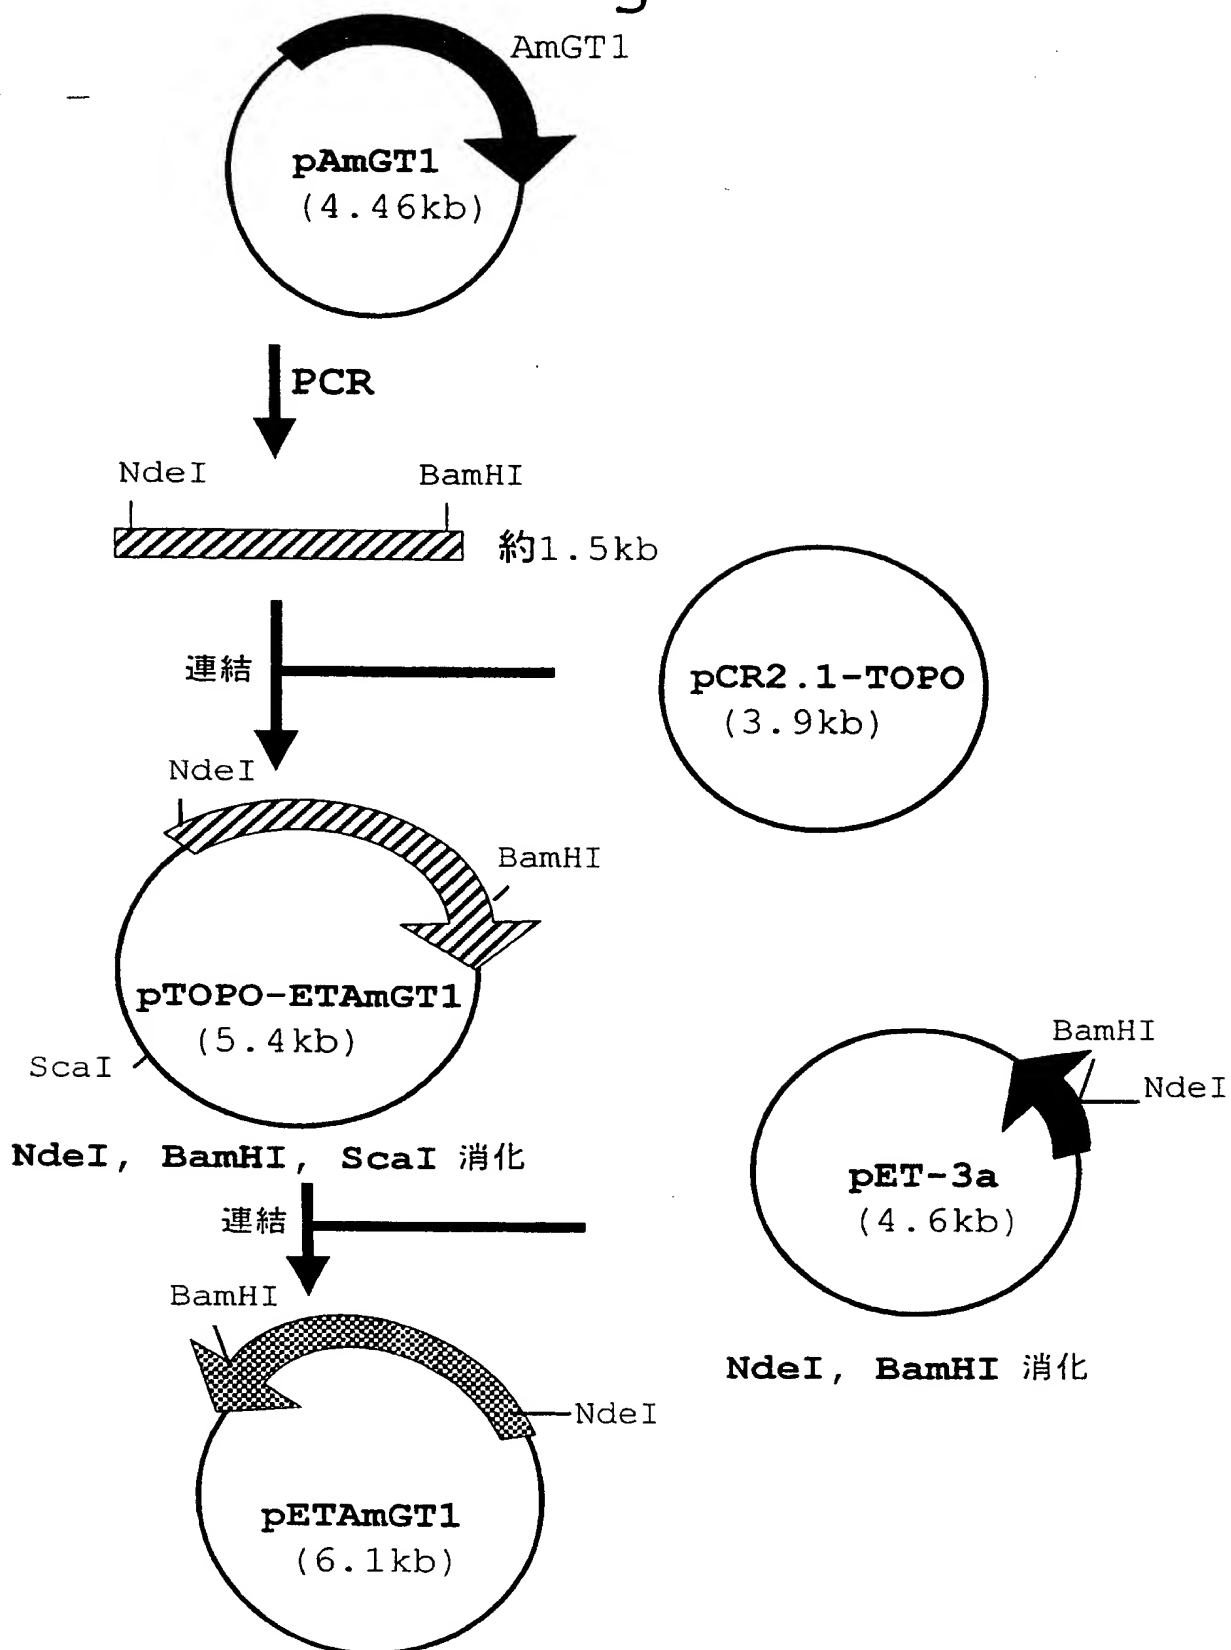 AmGT1
pAmGT1
(4.46kb)
PCR
NdeI
BamHI
約1.5kb
連結
pCR2.1-TOPO
(3.9kb)
NdeI
BamHI
pTOPO-ETAmGT1
(5.4kb)
ScaI
BamHI
NdeI
NdeI, BamHI, ScaI 消化
pET-3a
(4.6kb)
連結
NdeI, BamHI 消化
BamHI
NdeI
pETAmGT1
(6.1kb)